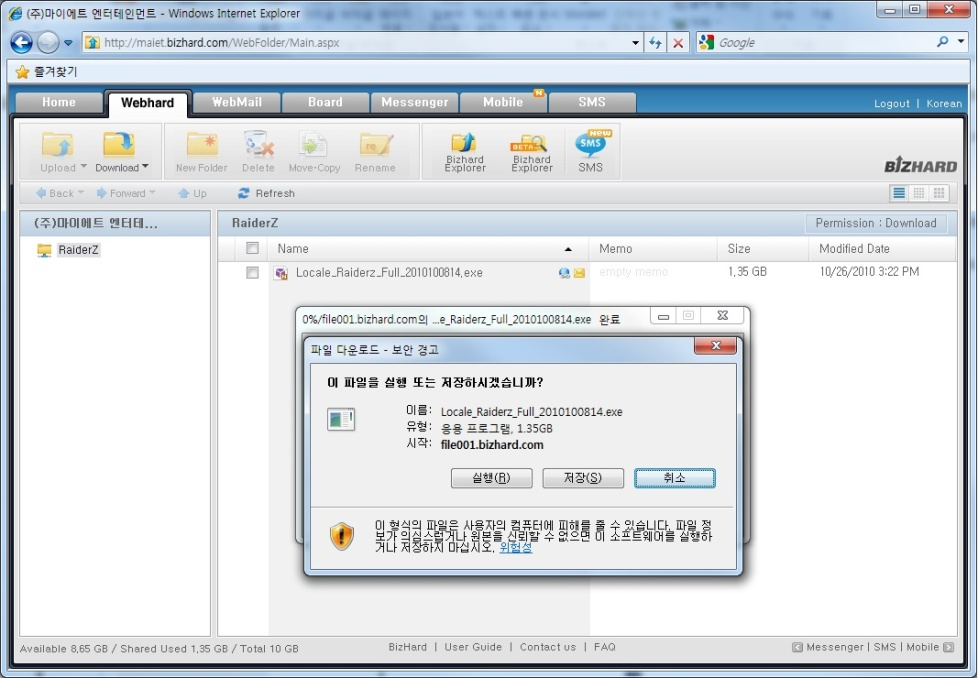 (주)마이에트 엔터테인먼트 - Windows Internet Explorer
http://maiet.bizhard.com/WebFolder/Main.aspx
Google
즐겨찾기
Home Webhard WebMail Board Messenger Mobile N SMS
Logout | Korean
Upload Download New Folder Delete Move·Copy Rename Bizhard Explorer BETA Bizhard Explorer NEW SMS SMS
BIZHARD
Back Forward Up Refresh
(주)마이에트 엔터테...
RaiderZ
RaiderZ
Permission : Download
Name Memo Size Modified Date
Locale_Raiderz_Full_2010100814.exe empty memo 1.35 GB 10/26/2010 3:22 PM
0%/file001.bizhard.com의 ...e_Raiderz_Full_2010100814.exe 완료
파일 다운로드 - 보안 경고
이 파일을 실행 또는 저장하시겠습니까?
이름: Locale_Raiderz_Full_2010100814.exe
유형: 응용 프로그램, 1.35GB
시작: file001.bizhard.com
실행(R) 저장(S) 취소
이 형식의 파일은 사용자의 컴퓨터에 피해를 줄 수 있습니다. 파일 정
보가 의심스럽거나 원본을 신뢰할 수 없으면 이 소프트웨어를 실행하
거나 저장하지 마십시오. 위험성
Available 8.65 GB / Shared Used 1.35 GB / Total 10 GB
BizHard | User Guide | Contact us | FAQ
Messenger | SMS | Mobile